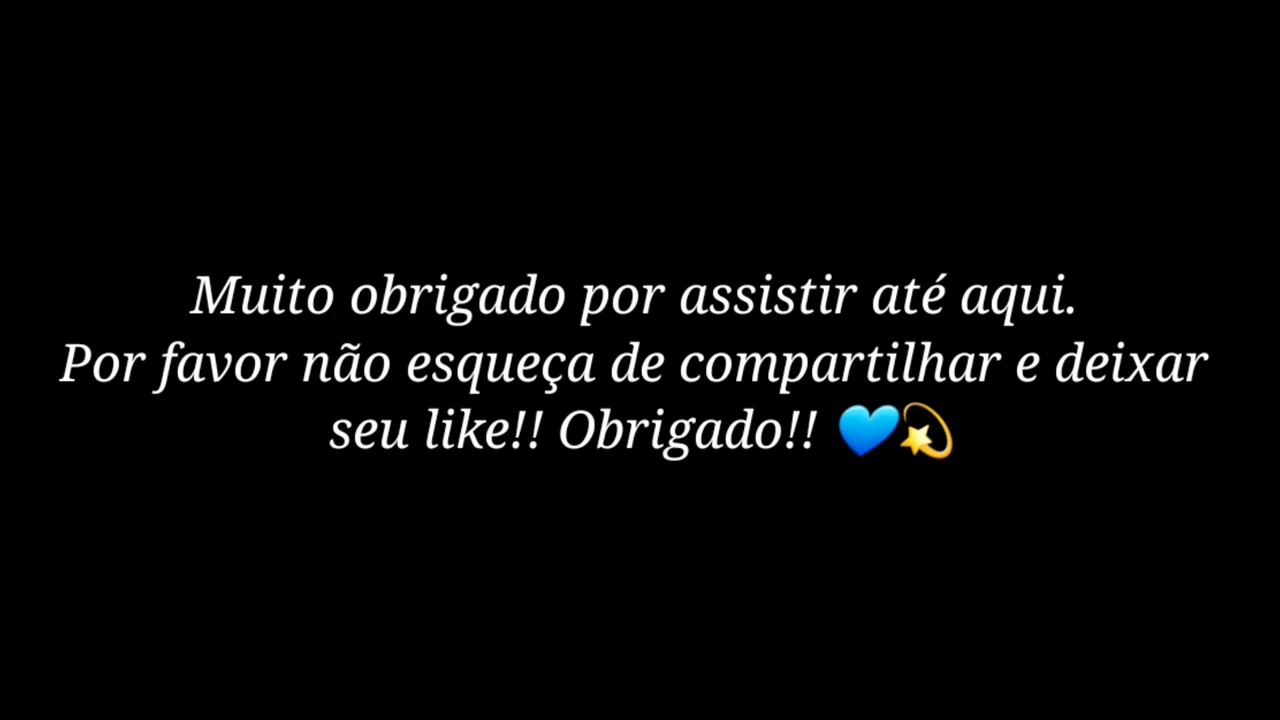 Muito obrigado por assistir até aqui.
Por favor não esqueça de compartilhar e deixar
seu like!! Obrigado!! 💙💫